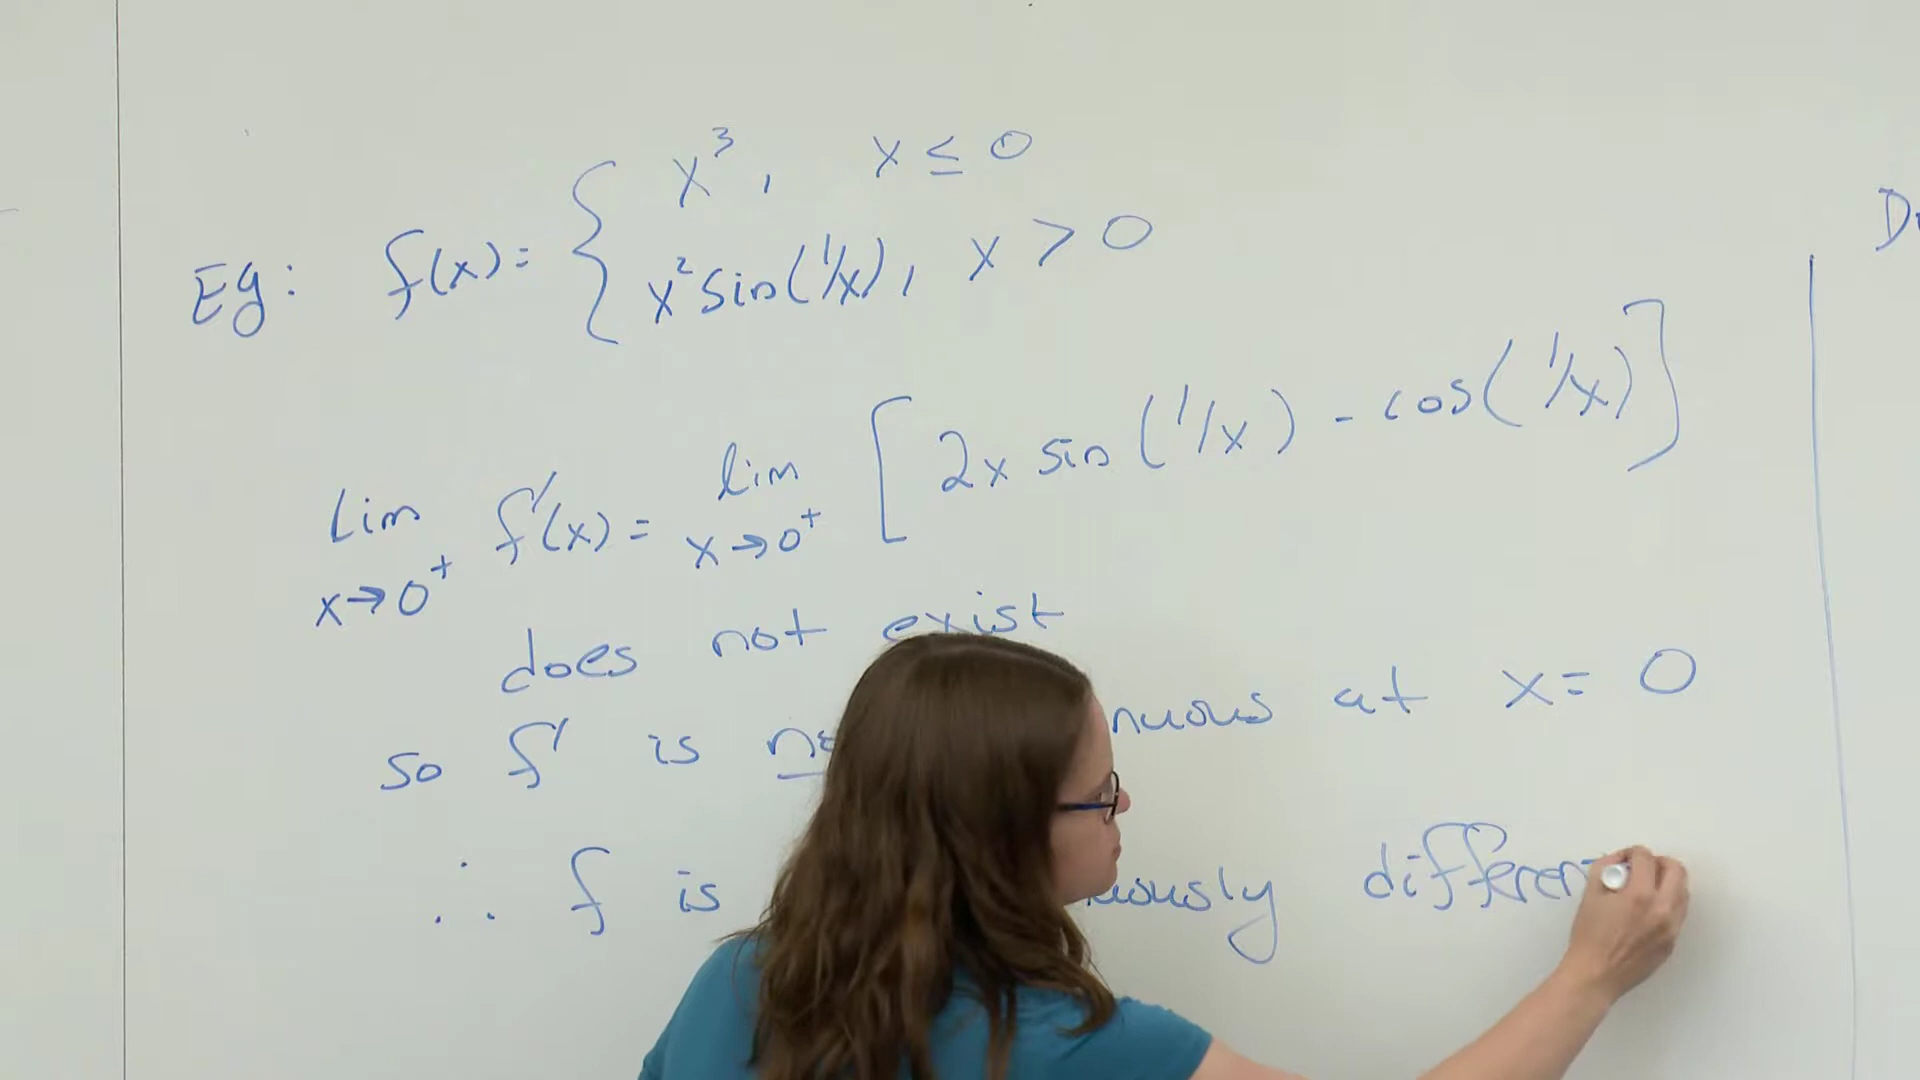 Eg: f(x) = { x³, x ≤ 0
x² sin(1/x), x > 0
lim x→0⁺ f'(x) = lim x→0⁺ [2x sin(1/x) - cos(1/x)]
does not exist
so f' is nuous at x = 0
∴ f is uously differen
D